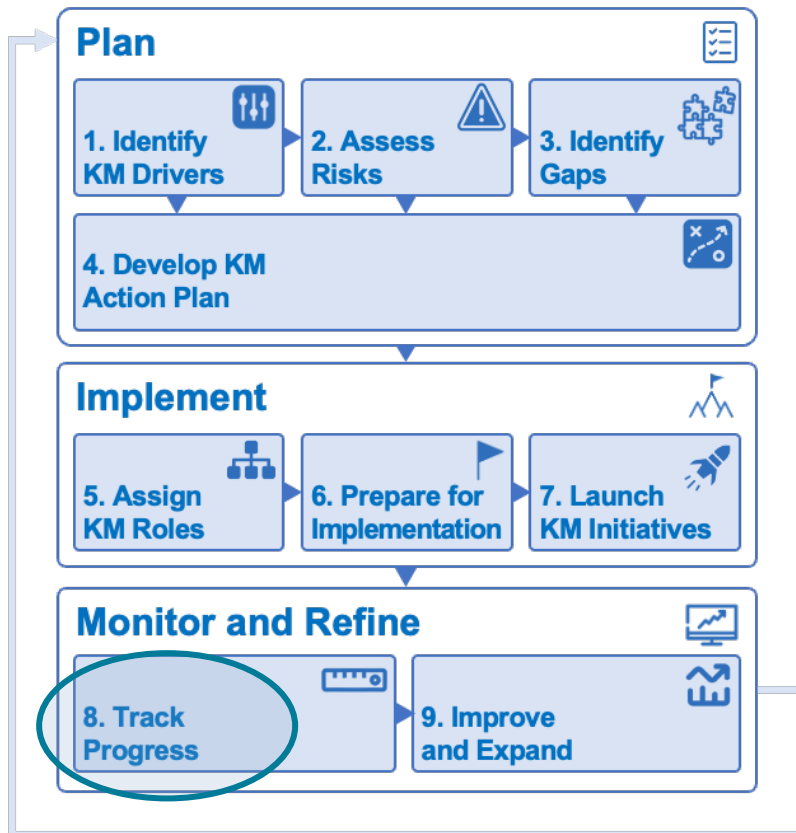 Plan
1. Identify
KM Drivers
2. Assess
Risks
3. Identify
Gaps
4. Develop KM
Action Plan
Implement
5. Assign
KM Roles
6. Prepare for
Implementation
7. Launch
KM Initiatives
Monitor and Refine
8. Track
Progress
9. Improve
and Expand